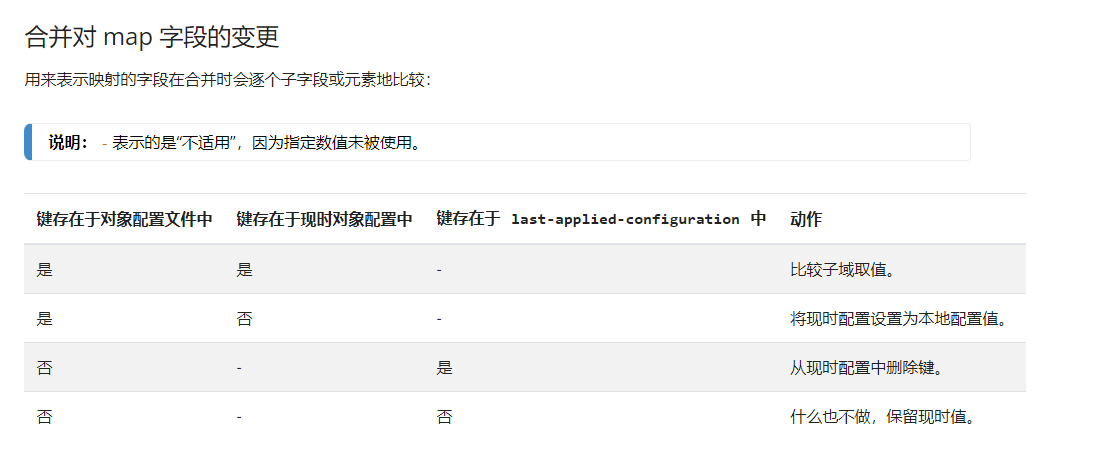 合并对 map 字段的变更
用来表示映射的字段在合并时会逐个子字段或元素地比较：
说明： - 表示的是“不适用”，因为指定数值未被使用。
键存在于对象配置文件中 键存在于现时对象配置中 键存在于 last-applied-configuration 中 动作
是 是 - 比较子域取值。
是 否 - 将现时配置设置为本地配置值。
否 - 是 从现时配置中删除键。
否 - 否 什么也不做，保留现时值。